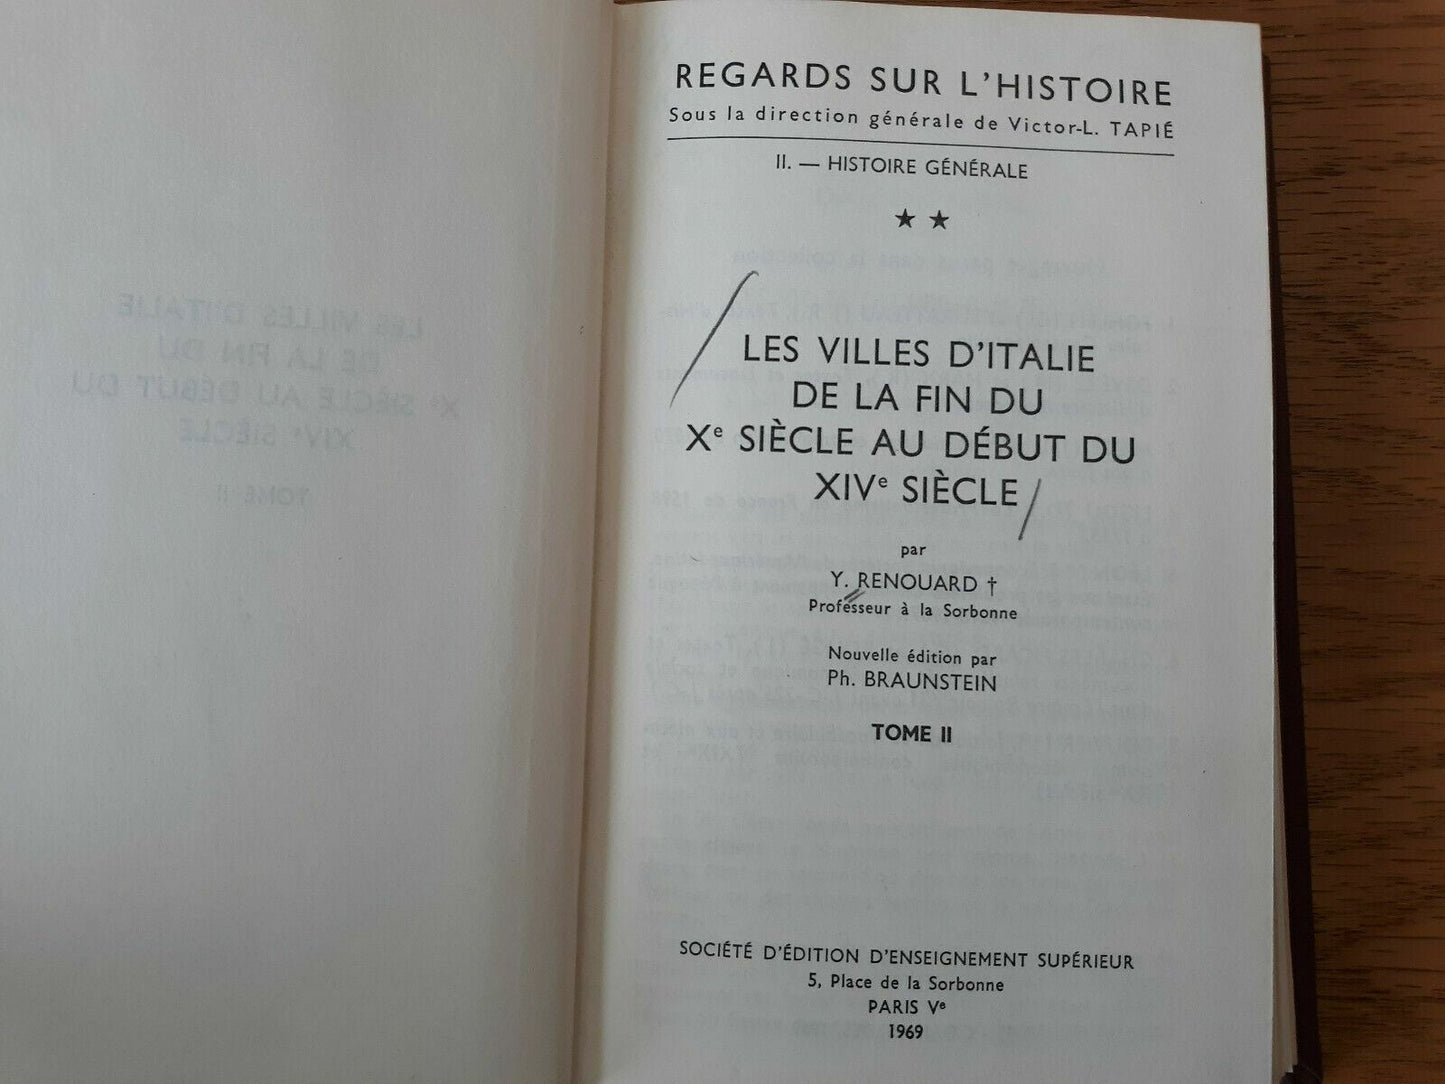 REGARDS SUR L'HISTOIRE
Sous la direction générale de Victor-L. TAPIÉ
II. — HISTOIRE GÉNÉRALE
★ ★
LES VILLES D'ITALIE
DE LA FIN DU
Xe SIÈCLE AU DÉBUT DU
XIVe SIÈCLE
par
Y. RENOUARD †
Professeur à la Sorbonne
Nouvelle édition par
Ph. BRAUNSTEIN
TOME II
SOCIÉTÉ D'ÉDITION D'ENSEIGNEMENT SUPÉRIEUR
5, Place de la Sorbonne
PARIS Ve
1969